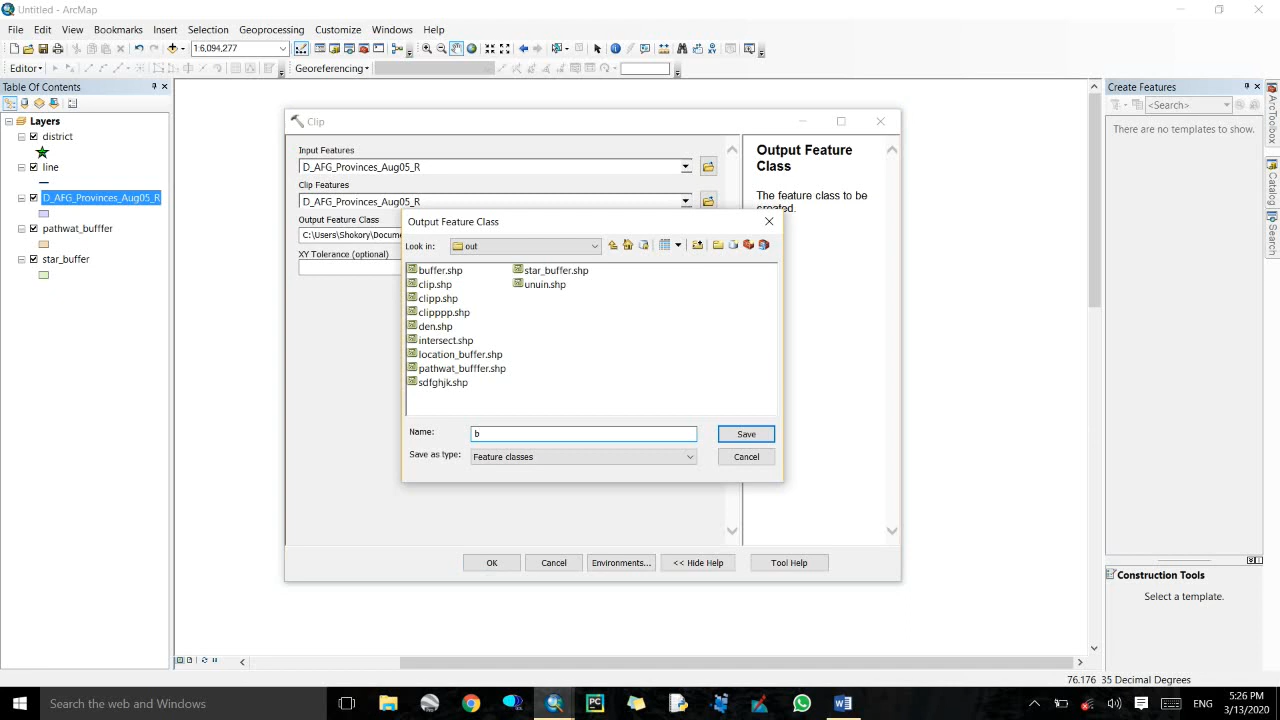 Untitled - ArcMap
File Edit View Bookmarks Insert Selection Geoprocessing Customize Windows Help
1:6,094,277
Editor
Georeferencing
Table Of Contents
Layers
district
line
D_AFG_Provinces_Aug05_R
pathwat_bufffer
star_buffer
Clip
Input Features
D_AFG_Provinces_Aug05_R
Clip Features
D_AFG_Provinces_Aug05_R
Output Feature Class
C:\Users\Shokory\Docume
XY Tolerance (optional)
Output Feature Class
The feature class to be
created.
Output Feature Class
Look in: out
buffer.shp
clip.shp
clipp.shp
clipppp.shp
den.shp
intersect.shp
location_buffer.shp
pathwat_bufffer.shp
sdfghjk.shp
star_buffer.shp
unuin.shp
Name: b
Save
Save as type: Feature classes
Cancel
OK Cancel Environments... << Hide Help Tool Help
Create Features
<Search>
There are no templates to show.
Construction Tools
Select a template.
ArcToolbox
Catalog
Search
76.176 35 Decimal Degrees
Search the web and Windows
ENG
5:26 PM
3/13/2020